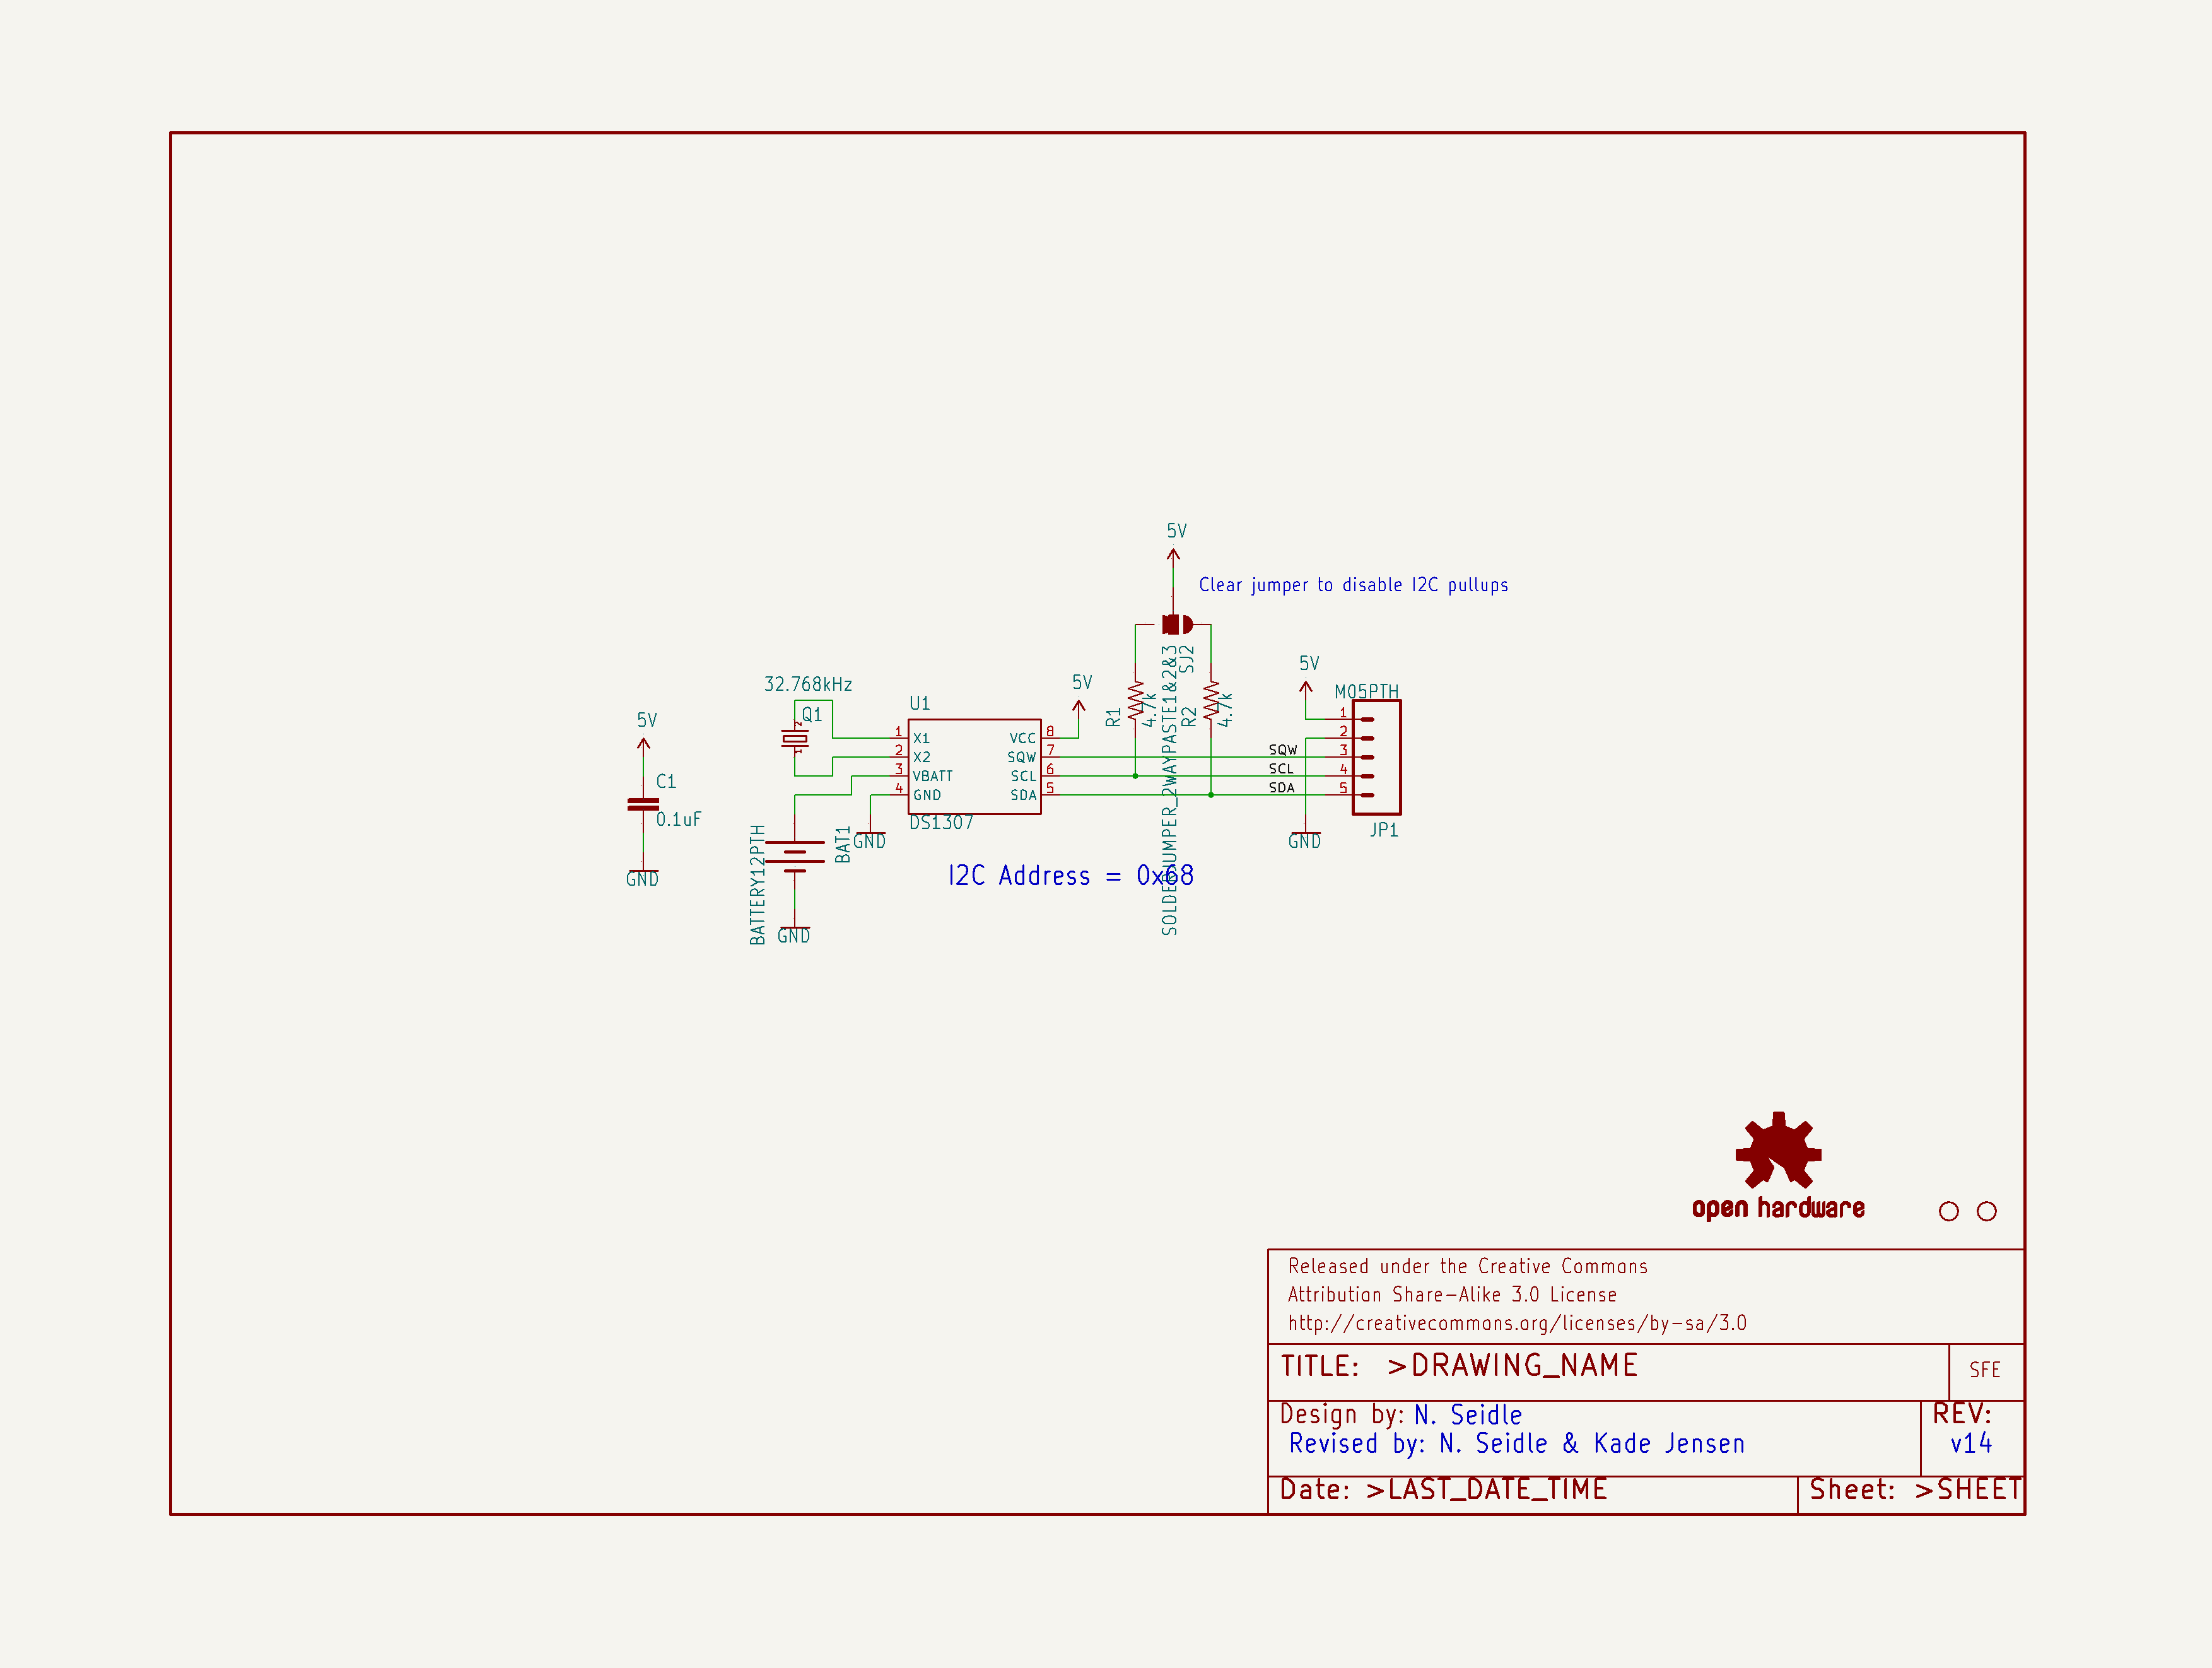 5V
Clear jumper to disable I2C pullups
SJ2
SOLDERJUMPER_2WAYPASTE1&2&3
5V
M05PTH
32.768kHz
Q1
2
1
U1
5V
R1
4.7k
R2
4.7k
5V
C1
0.1uF
GND
1 X1
2 X2
3 VBATT
4 GND
VCC 8
SQW 7
SCL 6
SDA 5
DS1307
SQW
SCL
SDA
1
2
3
4
5
JP1
GND
GND
BAT1
BATTERY12PTH
GND
I2C Address = 0x68
open hardware
Released under the Creative Commons
Attribution Share-Alike 3.0 License
http://creativecommons.org/licenses/by-sa/3.0
TITLE: >DRAWING_NAME
SFE
Design by: N. Seidle
REV:
Revised by: N. Seidle & Kade Jensen
v14
Date: >LAST_DATE_TIME
Sheet: >SHEET